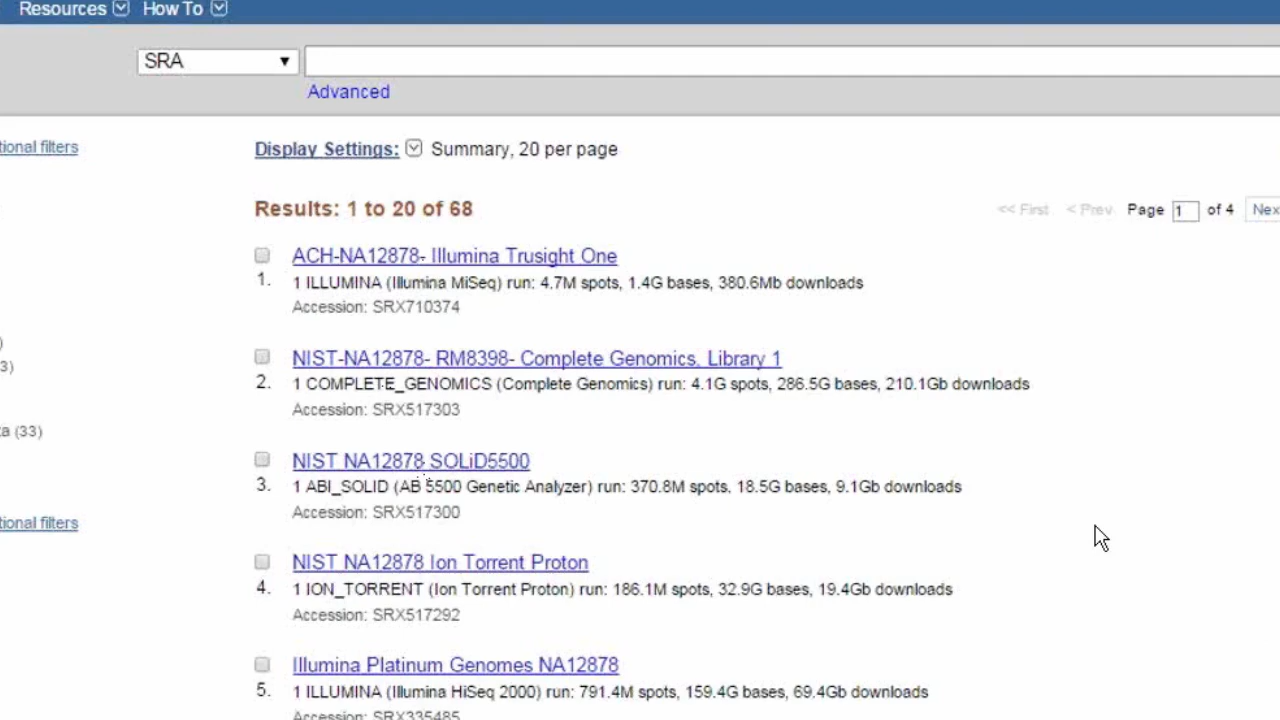 Resources How To
SRA
Advanced
tional filters
Display Settings: Summary, 20 per page
Results: 1 to 20 of 68
<< First < Prev Page 1 of 4 Nex
ACH-NA12878- Illumina Trusight One
1. 1 ILLUMINA (Illumina MiSeq) run: 4.7M spots, 1.4G bases, 380.6Mb downloads
Accession: SRX710374
)
NIST-NA12878- RM8398- Complete Genomics, Library 1
3)
2. 1 COMPLETE_GENOMICS (Complete Genomics) run: 4.1G spots, 286.5G bases, 210.1Gb downloads
Accession: SRX517303
ta (33)
NIST NA12878 SOLiD5500
3. 1 ABI_SOLID (AB 5500 Genetic Analyzer) run: 370.8M spots, 18.5G bases, 9.1Gb downloads
Accession: SRX517300
tional filters
NIST NA12878 Ion Torrent Proton
4. 1 ION_TORRENT (Ion Torrent Proton) run: 186.1M spots, 32.9G bases, 19.4Gb downloads
Accession: SRX517292
Illumina Platinum Genomes NA12878
5. 1 ILLUMINA (Illumina HiSeq 2000) run: 791.4M spots, 159.4G bases, 69.4Gb downloads
Accession: SRX335485